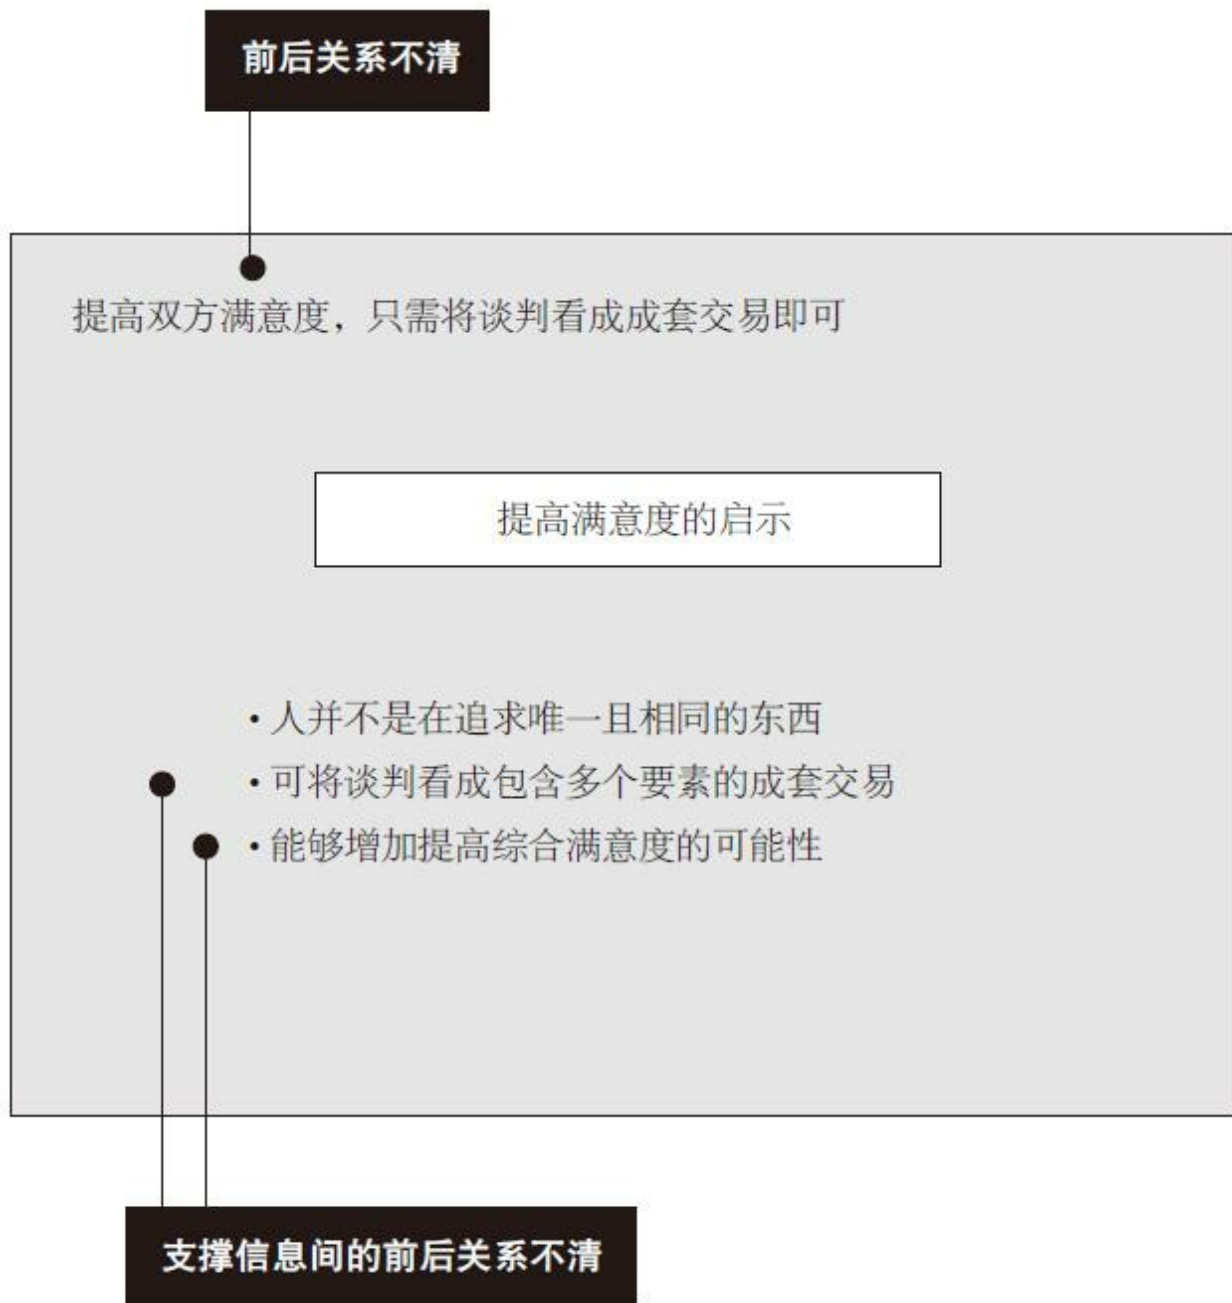 前后关系不清
提高双方满意度，只需将谈判看成成套交易即可
提高满意度的启示
•人并不是在追求唯一且相同的东西
•可将谈判看成包含多个要素的成套交易
•能够增加提高综合满意度的可能性
支撑信息间的前后关系不清